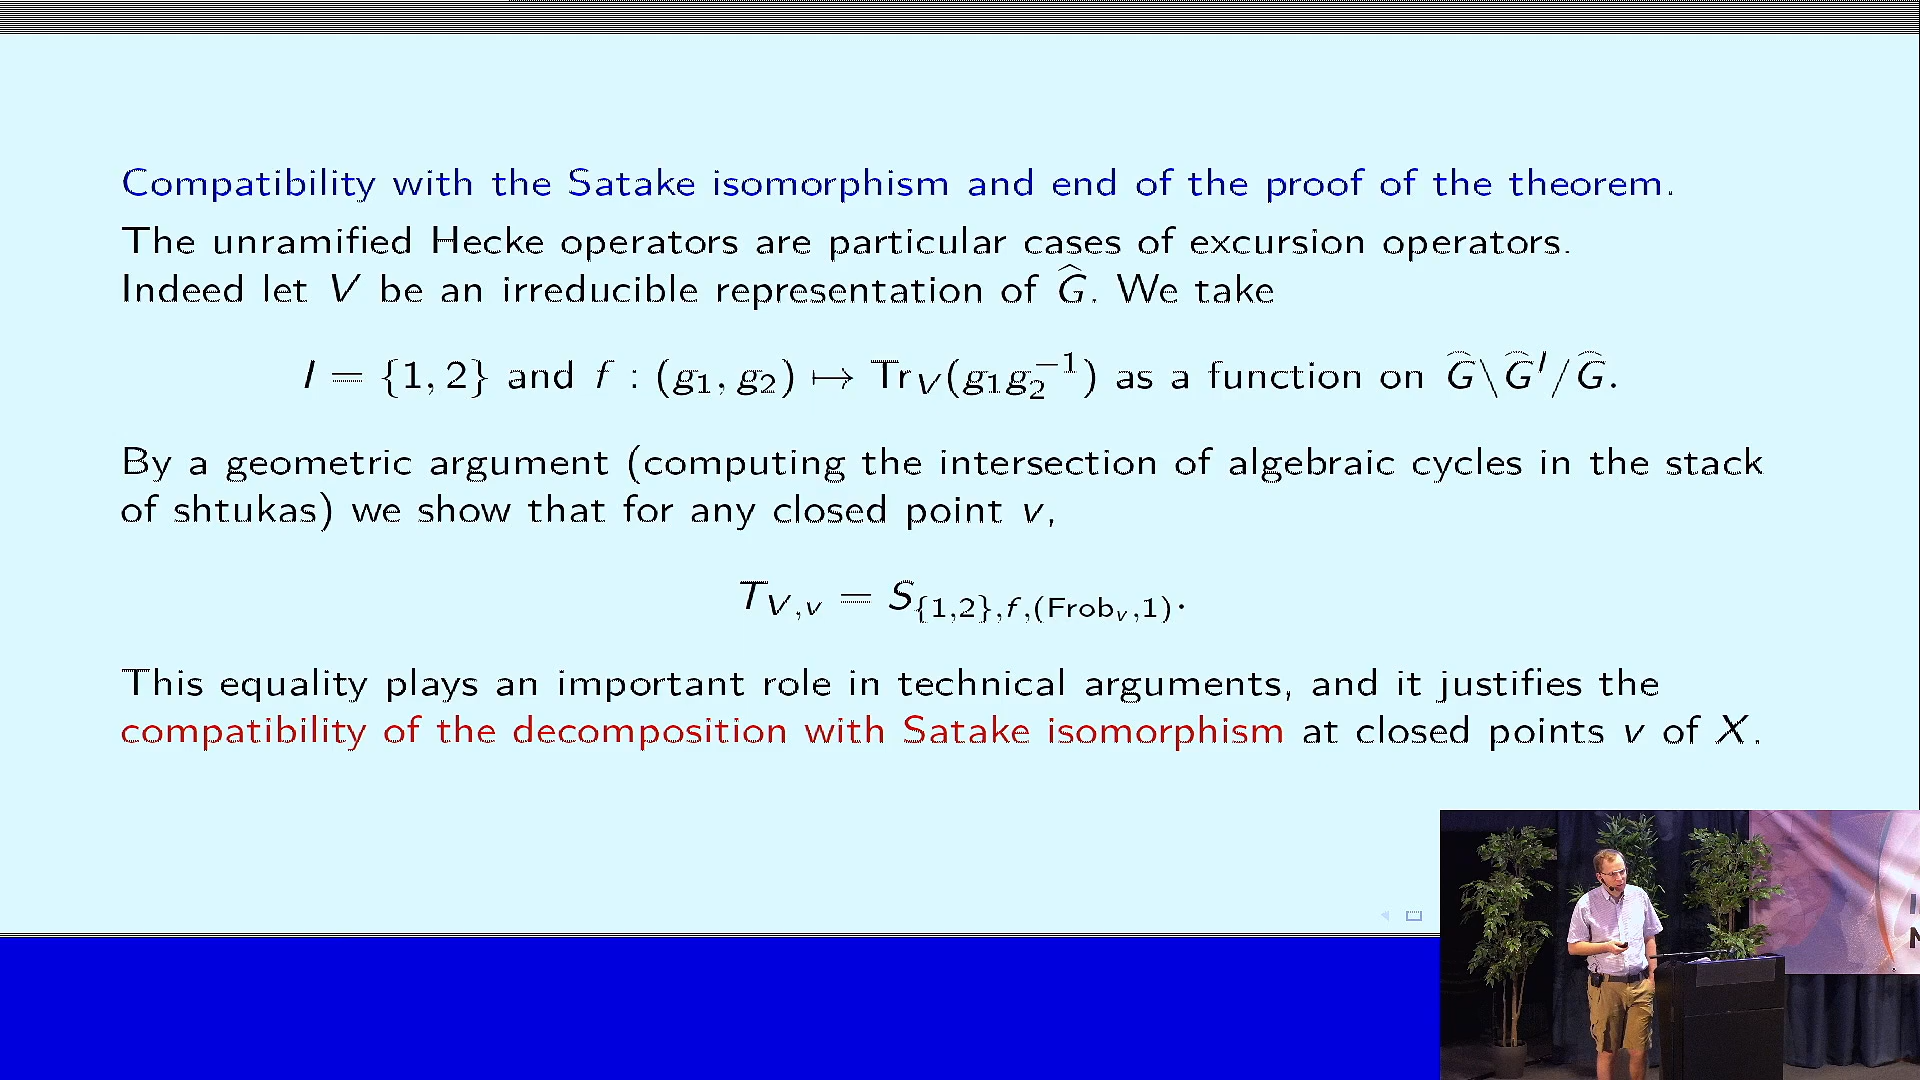 Compatibility with the Satake isomorphism and end of the proof of the theorem.
The unramified Hecke operators are particular cases of excursion operators.
Indeed let V be an irreducible representation of Ĝ. We take
I = {1, 2} and f : (g₁, g₂) ↦ Tr_V(g₁g₂⁻¹) as a function on Ĝ\Ĝ^I/Ĝ.
By a geometric argument (computing the intersection of algebraic cycles in the stack
of shtukas) we show that for any closed point v,
T_{V,v} = S_{{1,2},f,(Frob_v,1)}.
This equality plays an important role in technical arguments, and it justifies the
compatibility of the decomposition with Satake isomorphism at closed points v of X.